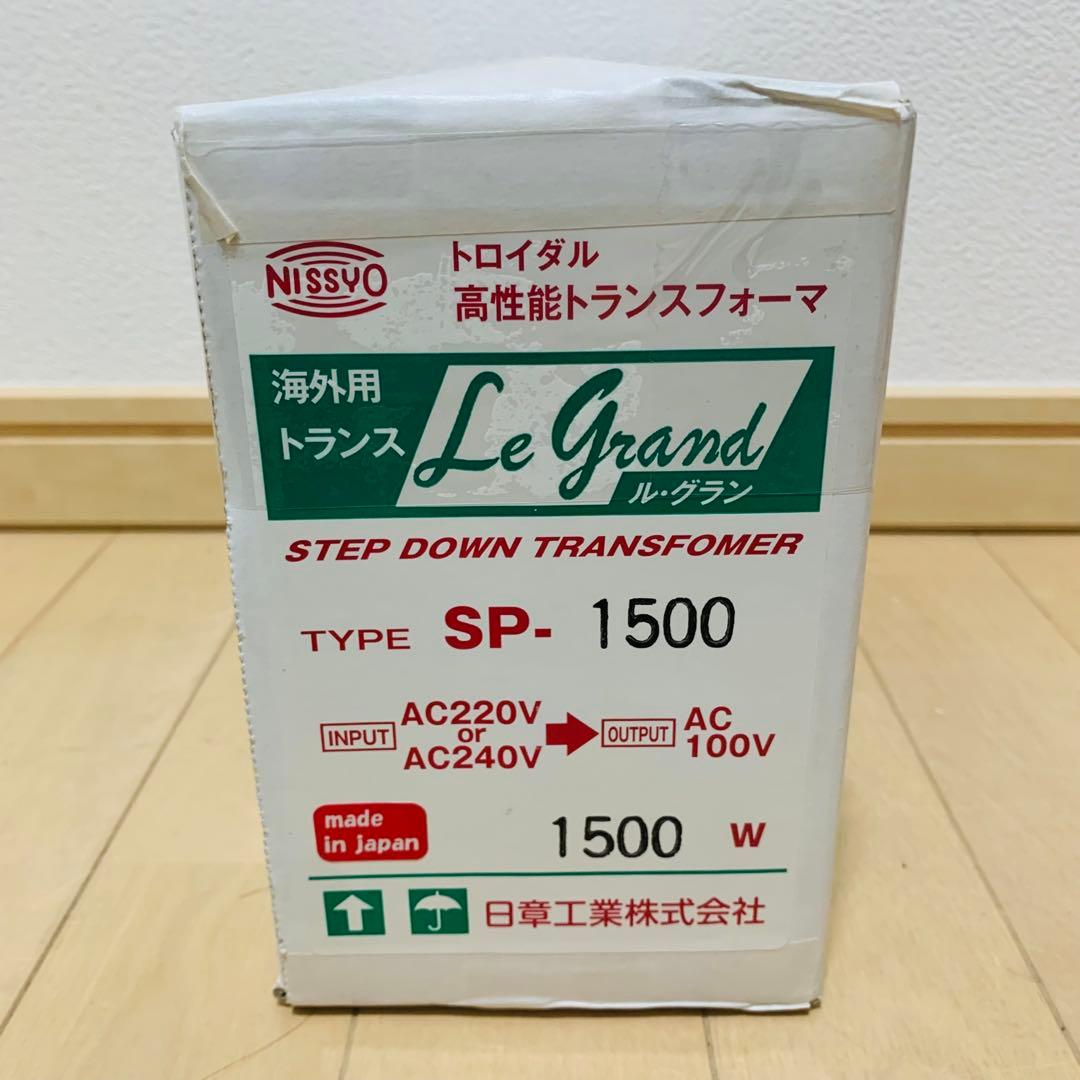 NISSYO
トロイダル
高性能トランスフォーマ
海外用
トランス
Le Grand
ル・グラン
STEP DOWN TRANSFOMER
TYPE SP- 1500
INPUT AC220V or AC240V OUTPUT AC 100V
made
in japan
1500 W
日章工業株式会社